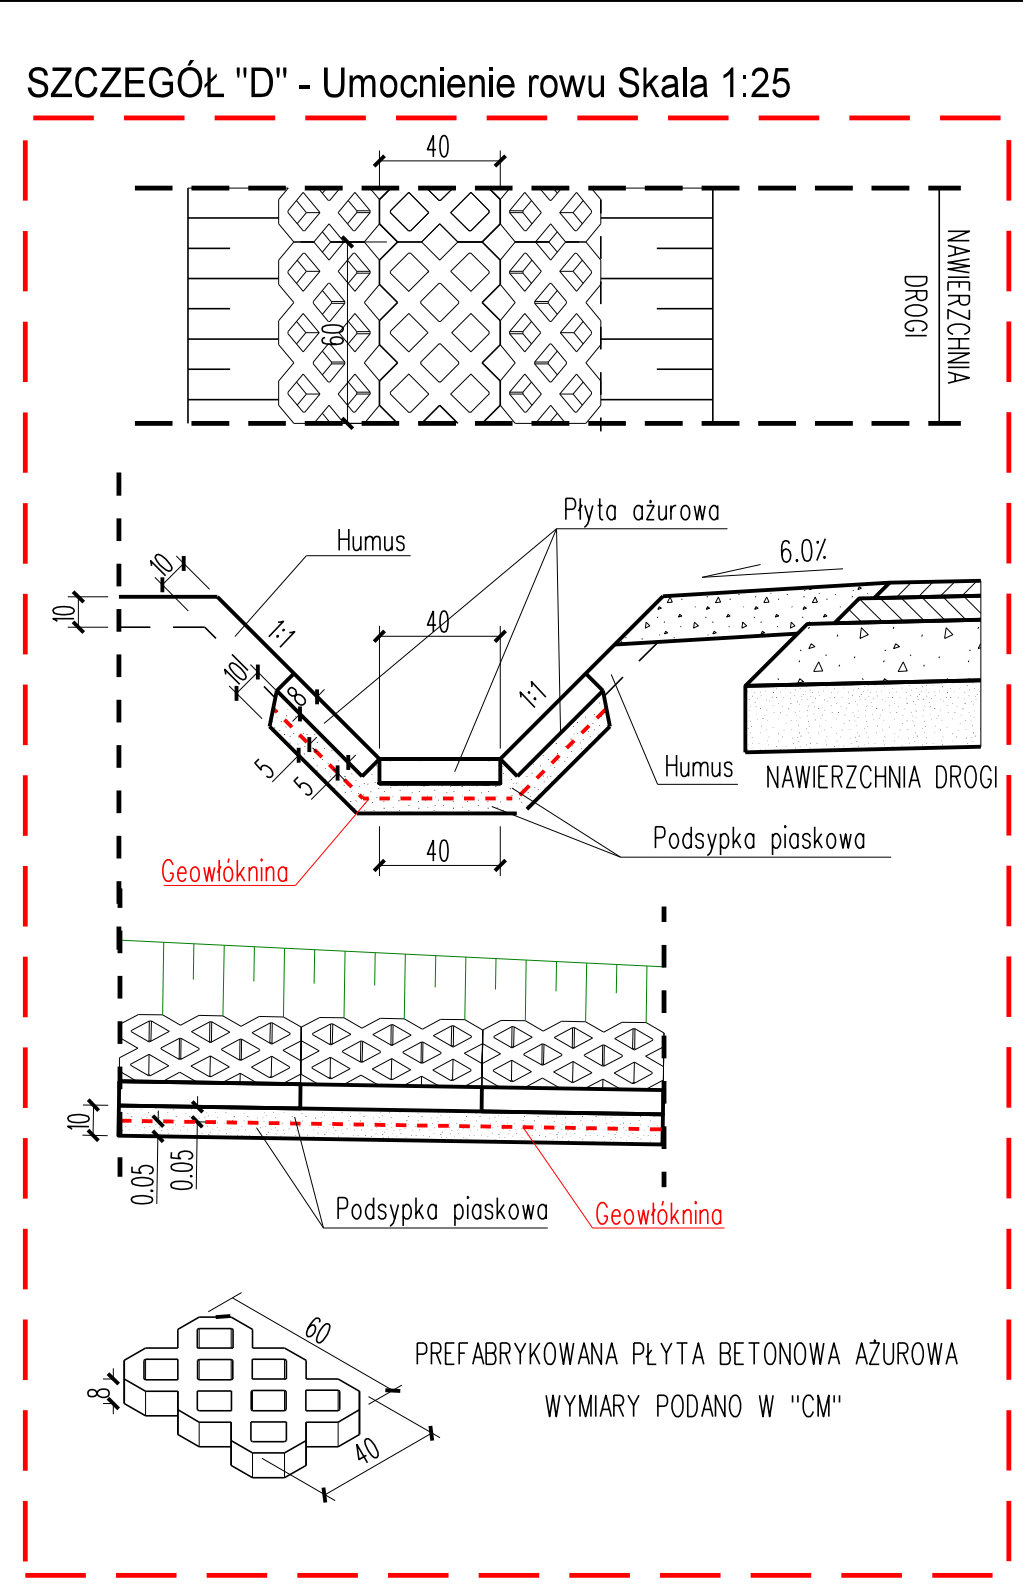 SZCZEGÓŁ "D" - Umocnienie rowu Skala 1:25
40
60
NAWIERZCHNIA
DROGI
Płyta ażurowa
Humus
6.0%
10
10
40
1:1
10
8
1:1
5
5
Humus
NAWIERZCHNIA DROGI
Podsypka piaskowa
40
Geowłóknina
10
0.05
0.05
Podsypka piaskowa
Geowłóknina
60
8
40
PREFABRYKOWANA PŁYTA BETONOWA AŻUROWA
WYMIARY PODANO W "CM"